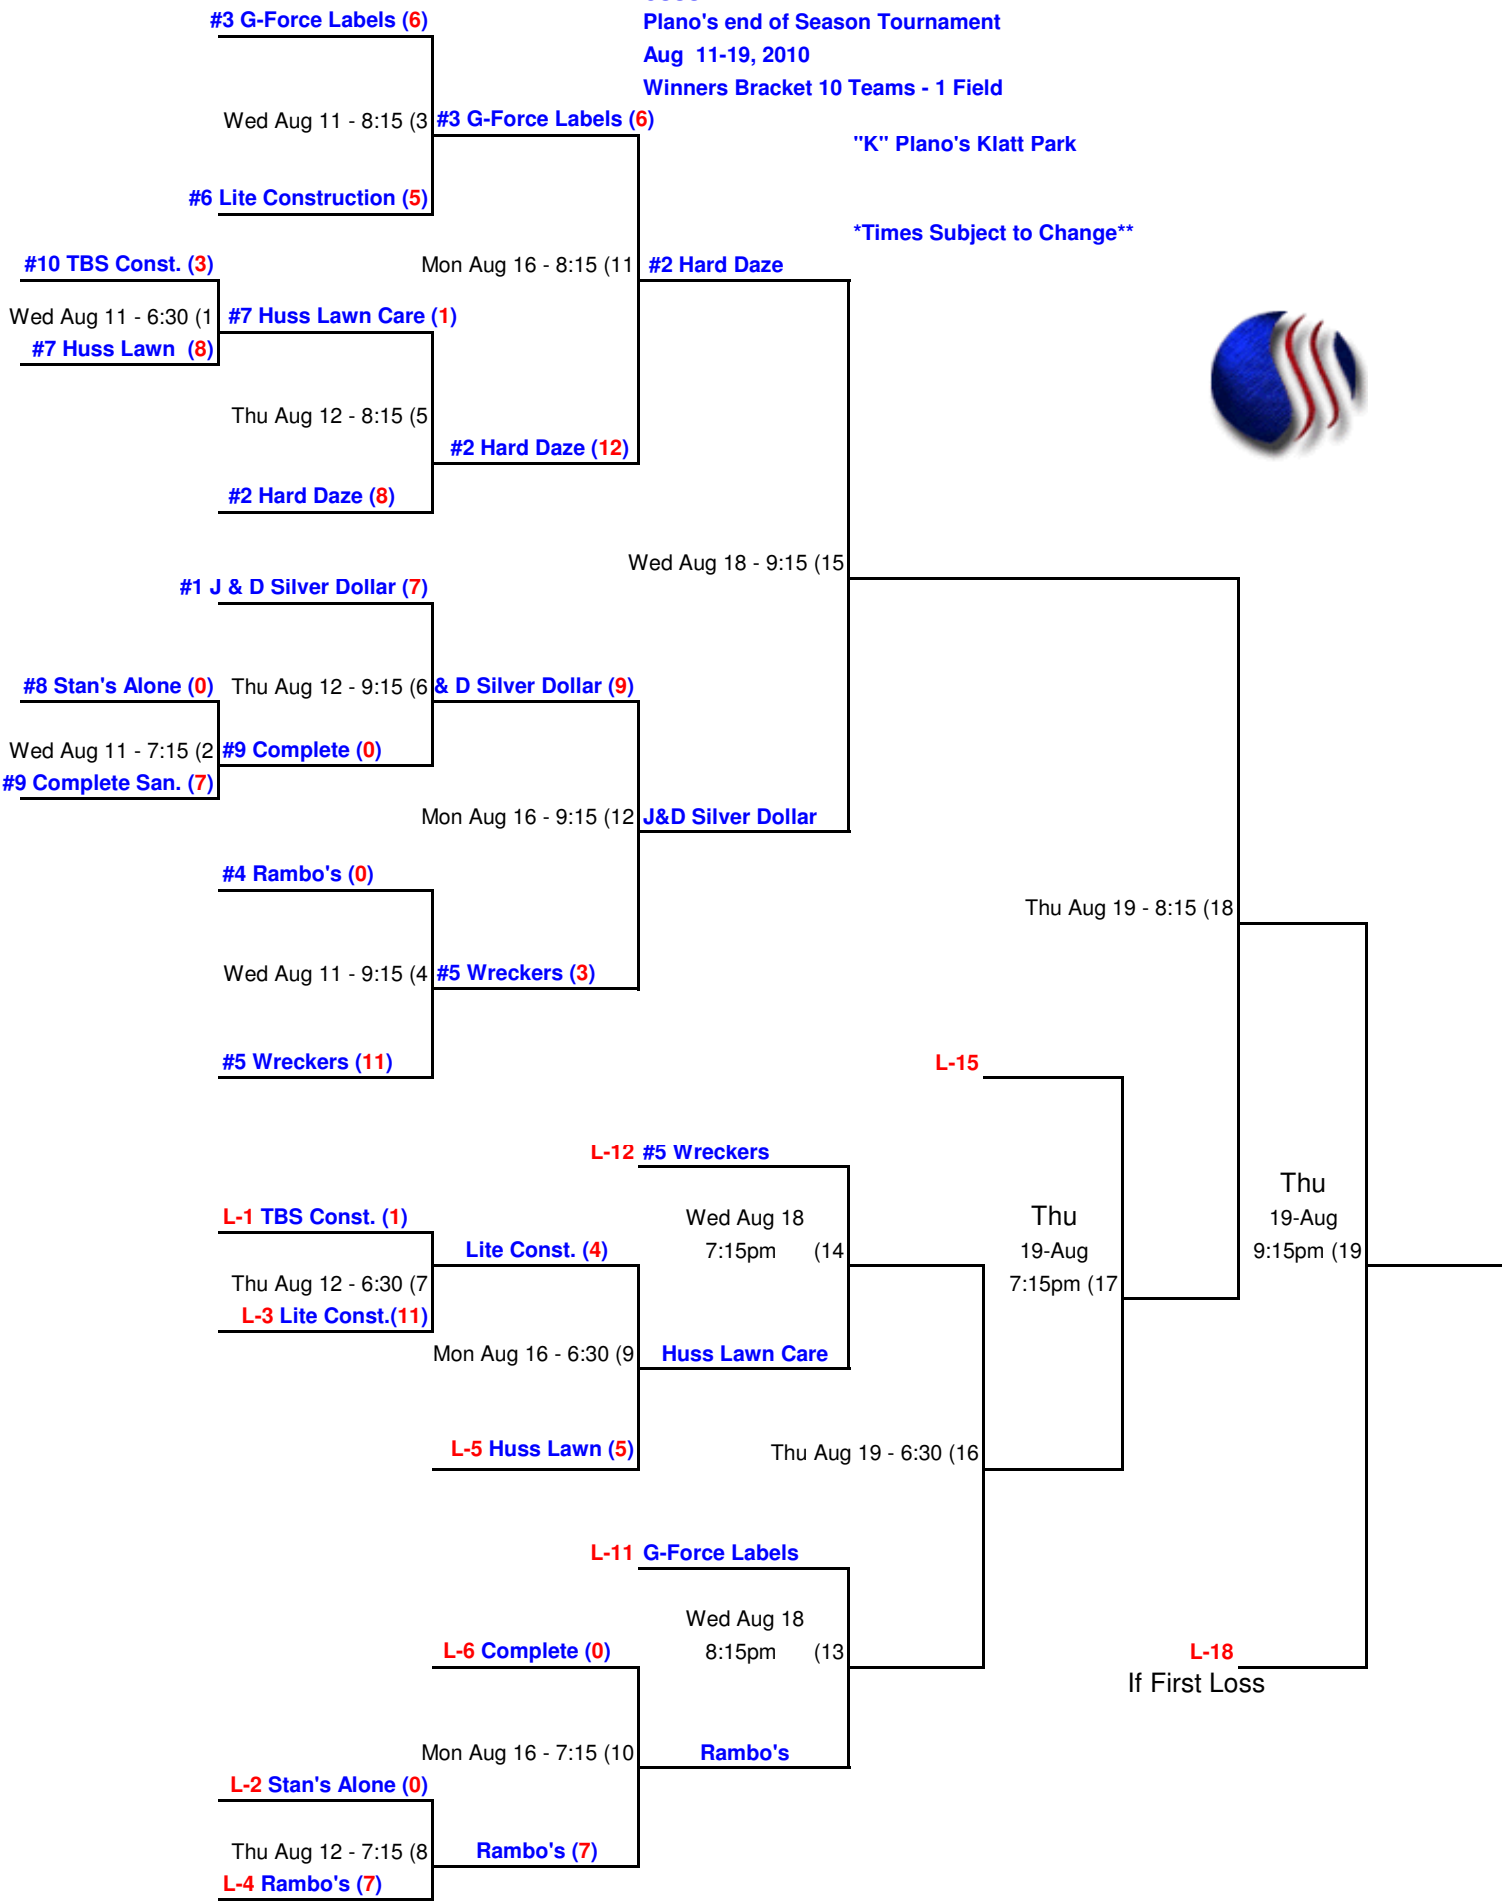 #3 G-Force Labels (6)
Plano's end of Season Tournament
Aug 11-19, 2010
Winners Bracket 10 Teams - 1 Field
Wed Aug 11 - 8:15 (3
#3 G-Force Labels (6)
"K" Plano's Klatt Park
#6 Lite Construction (5)
*Times Subject to Change**
#10 TBS Const. (3)
Mon Aug 16 - 8:15 (11
#2 Hard Daze
Wed Aug 11 - 6:30 (1
#7 Huss Lawn Care (1)
#7 Huss Lawn (8)
Thu Aug 12 - 8:15 (5
#2 Hard Daze (12)
#2 Hard Daze (8)
Wed Aug 18 - 9:15 (15
#1 J & D Silver Dollar (7)
#8 Stan's Alone (0)
Thu Aug 12 - 9:15 (6
& D Silver Dollar (9)
Wed Aug 11 - 7:15 (2
#9 Complete (0)
#9 Complete San. (7)
Mon Aug 16 - 9:15 (12
J&D Silver Dollar
#4 Rambo's (0)
Thu Aug 19 - 8:15 (18
Wed Aug 11 - 9:15 (4
#5 Wreckers (3)
#5 Wreckers (11)
L-15
L-12 #5 Wreckers
L-1 TBS Const. (1)
Wed Aug 18
7:15pm (14
Thu
19-Aug
7:15pm (17
Thu
19-Aug
9:15pm (19
Lite Const. (4)
Thu Aug 12 - 6:30 (7
L-3 Lite Const.(11)
Mon Aug 16 - 6:30 (9
Huss Lawn Care
L-5 Huss Lawn (5)
Thu Aug 19 - 6:30 (16
L-11 G-Force Labels
Wed Aug 18
8:15pm (13
L-6 Complete (0)
L-18
If First Loss
Mon Aug 16 - 7:15 (10
Rambo's
L-2 Stan's Alone (0)
Thu Aug 12 - 7:15 (8
Rambo's (7)
L-4 Rambo's (7)